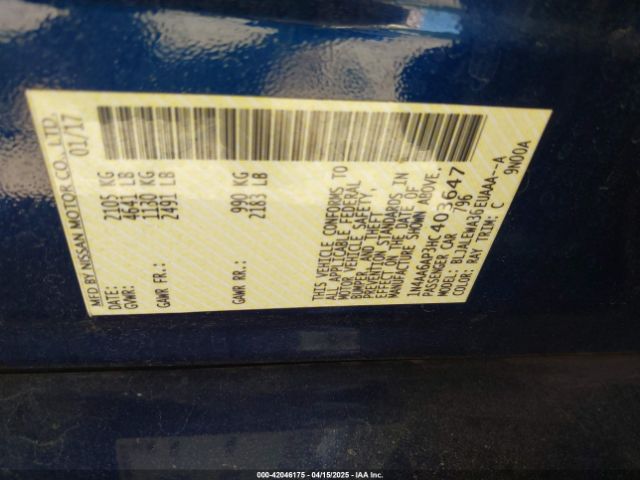 MFD BY NISSAN MOTOR CO., LTD.
DATE: 01/17
GVWR: 2105 KG
4641 LB
GAWR FR: 1130 KG
2491 LB
GAWR RR: 990 KG
2183 LB
THIS VEHICLE CONFORMS TO
ALL APPLICABLE FEDERAL
MOTOR VEHICLE SAFETY,
BUMPER, AND THEFT
PREVENTION STANDARDS IN
EFFECT ON THE DATE OF
MANUFACTURE SHOWN ABOVE.
1N4AA6AP3HC403647
PASSENGER CAR 796
MODEL: BLJALEWA36EUAAA--A
COLOR: RAY TRIM: C 9N00A
000-42046175 - 04/15/2025 - IAA Inc.